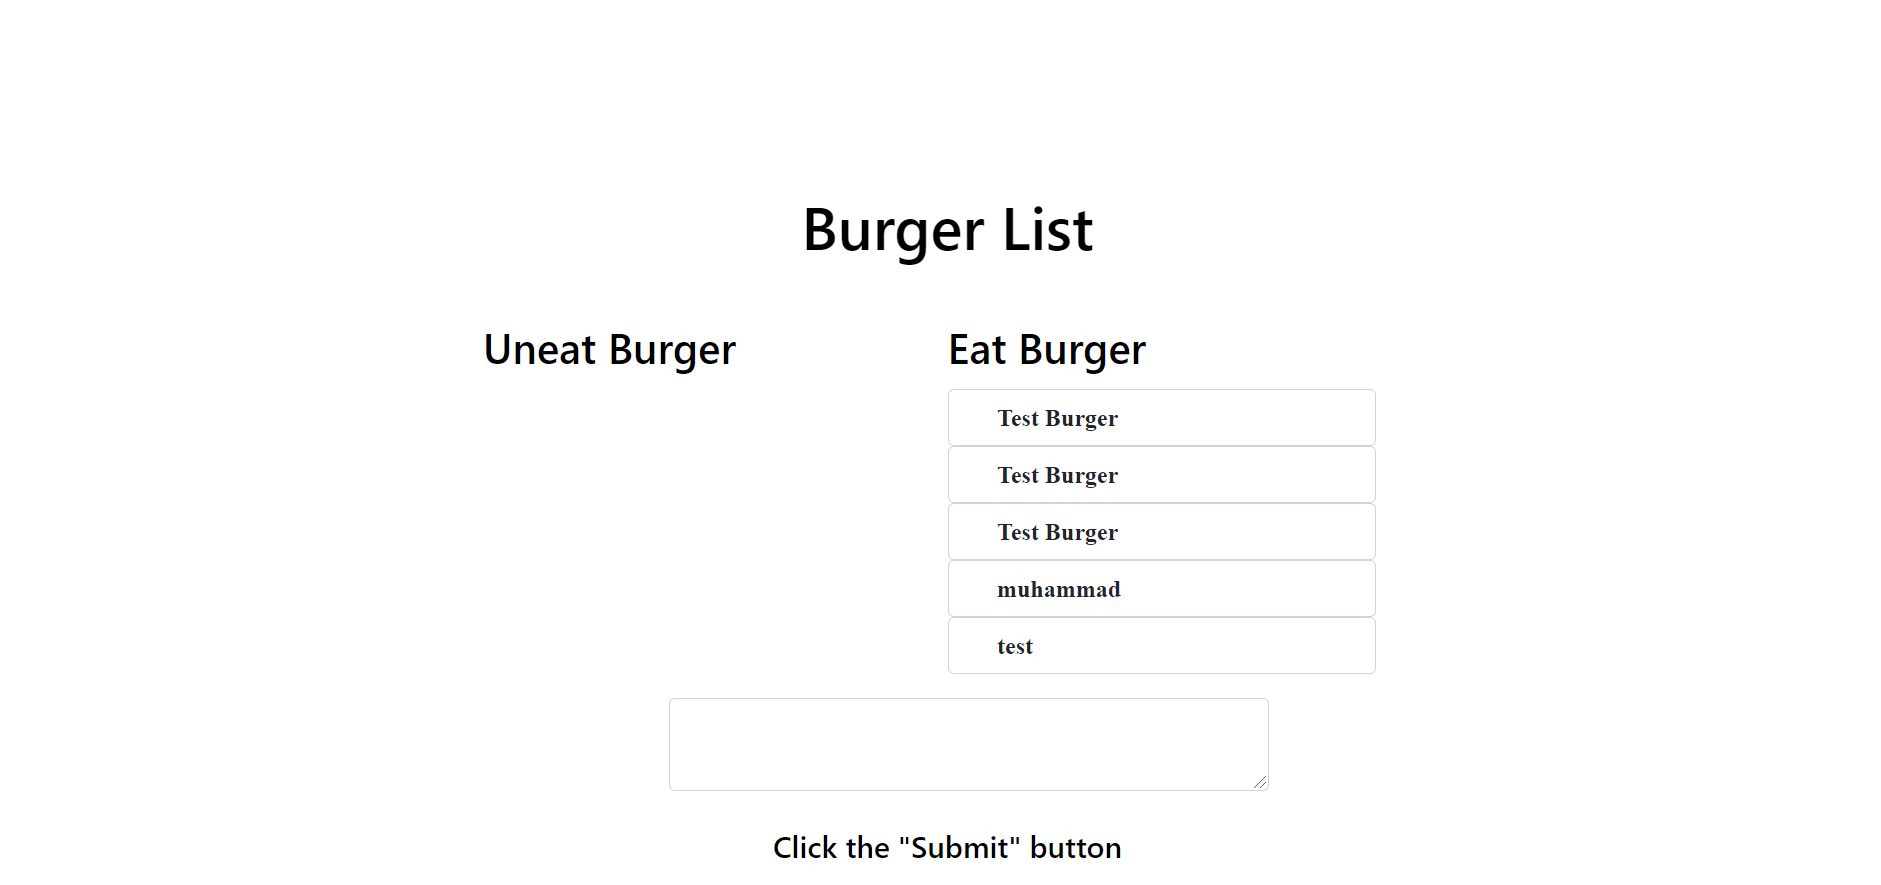 Burger List
Uneat Burger
Eat Burger
Test Burger
Test Burger
Test Burger
muhammad
test
Click the "Submit" button